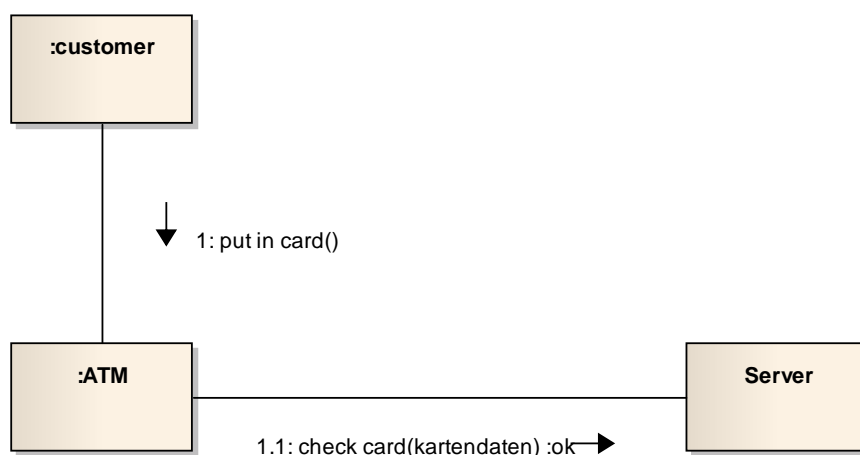 :customer
1: put in card()
:ATM
Server
1.1: check card(kartendaten) :ok